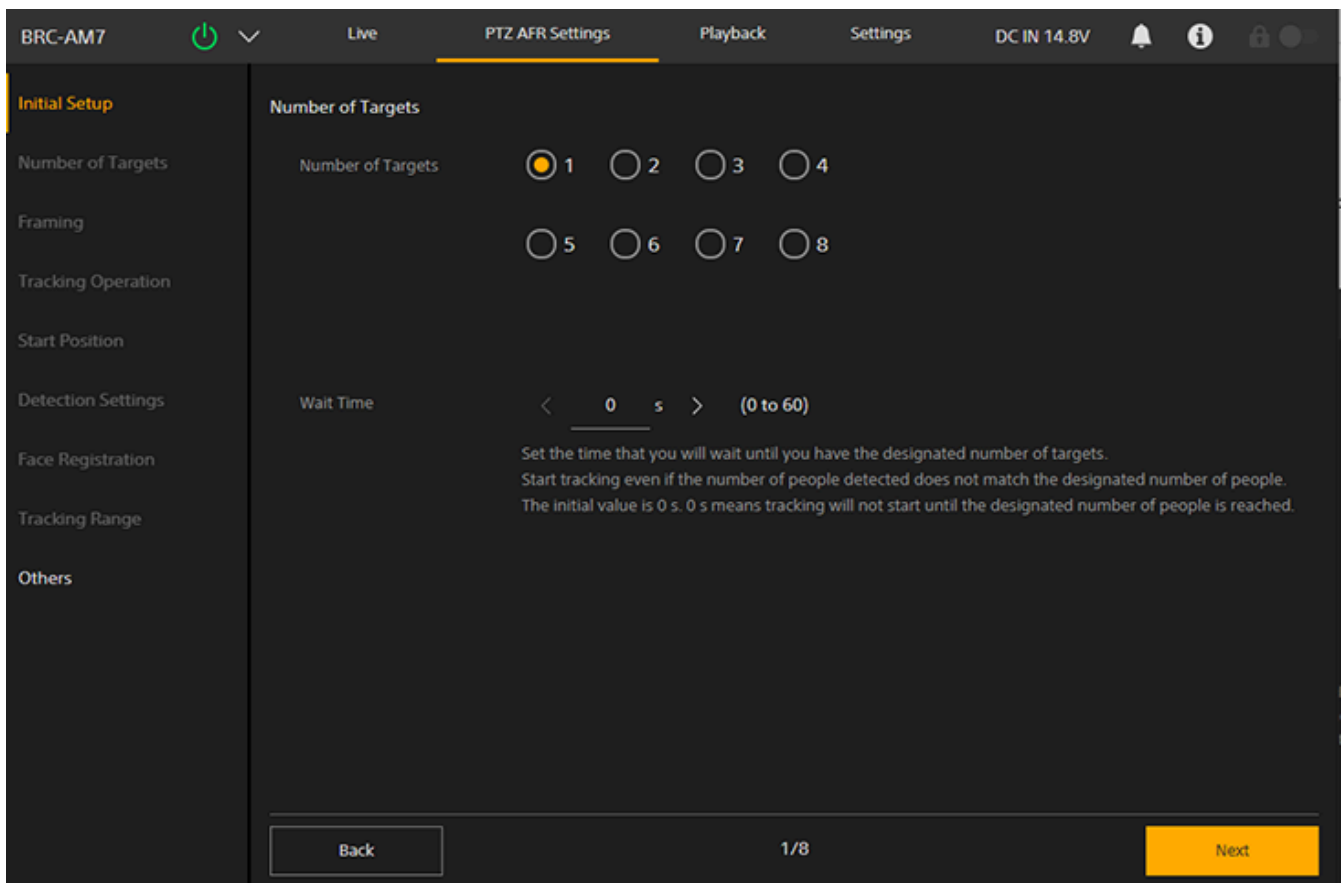 BRC-AM7 Live PTZ AFR Settings Playback Settings DC IN 14.8V
Initial Setup
Number of Targets
Framing
Tracking Operation
Start Position
Detection Settings
Face Registration
Tracking Range
Others
Number of Targets
Number of Targets 1 2 3 4
5 6 7 8
Wait Time 0 s (0 to 60)
Set the time that you will wait until you have the designated number of targets.
Start tracking even if the number of people detected does not match the designated number of people.
The initial value is 0 s. 0 s means tracking will not start until the designated number of people is reached.
Back 1/8 Next